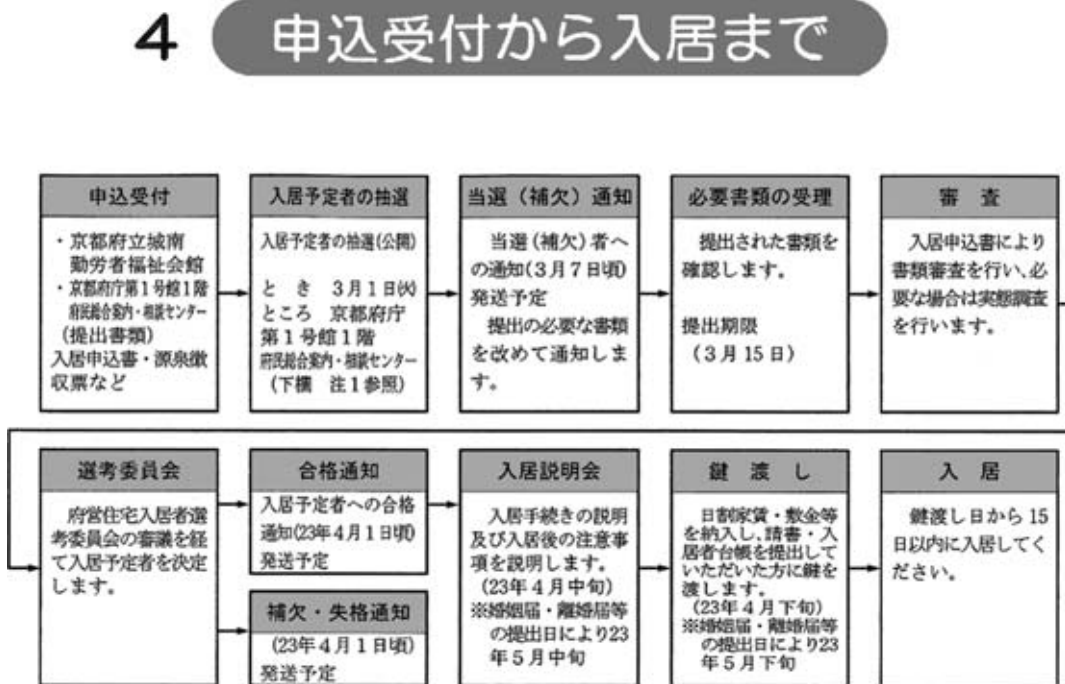 4 申込受付から入居まで
申込受付
・京都府立城南
勤労者福祉会館
・京都府庁第1号館1階
府民総合案内・相談センター
(提出書類)
入居申込書・源泉徴
収票など
入居予定者の抽選
入居予定者の抽選(公開)
と き 3月1日㈫
ところ 京都府庁
第1号館1階
府民総合案内・相談センター
(下欄 注1参照)
当選(補欠)通知
当選(補欠)者へ
の通知(3月7日頃)
発送予定
提出の必要な書類
を改めて通知しま
す。
必要書類の受理
提出された書類を
確認します。
提出期限
(3月15日)
審 査
入居申込書により
書類審査を行い、必
要な場合は実態調査
を行います。
選考委員会
府営住宅入居者選
考委員会の審議を経
て入居予定者を決定
します。
合格通知
入居予定者への合格
通知(23年4月1日頃)
発送予定
補欠・失格通知
(23年4月1日頃)
発送予定
入居説明会
入居手続きの説明
及び入居後の注意事
項を説明します。
(23年4月中旬)
※婚姻届・離婚届等
の提出日により23
年5月中旬
鍵 渡 し
日割家賃・敷金等
を納入し、請書・入
居者台帳を提出して
いただいた方に鍵を
渡します。
(23年4月下旬)
※婚姻届・離婚届等
の提出日により23
年5月下旬
入 居
鍵渡し日から15
日以内に入居してく
ださい。